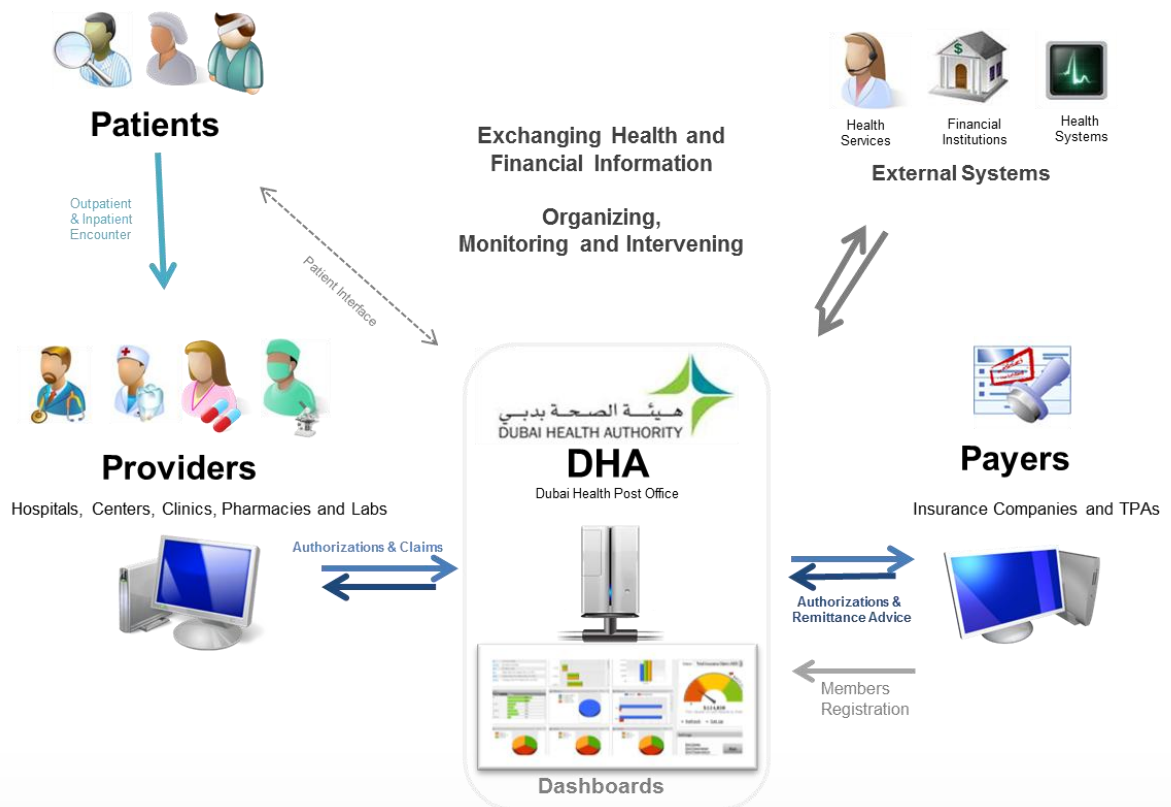 Patients
Outpatient
& Inpatient
Encounter
Patient Interface
Exchanging Health and
Financial Information
Organizing,
Monitoring and Intervening
Health
Services
Financial
Institutions
Health
Systems
External Systems
Providers
Hospitals, Centers, Clinics, Pharmacies and Labs
Authorizations & Claims
هيئة الصحة بدبي
DUBAI HEALTH AUTHORITY
DHA
Dubai Health Post Office
Dashboards
Payers
Insurance Companies and TPAs
Authorizations &
Remittance Advice
Members
Registration